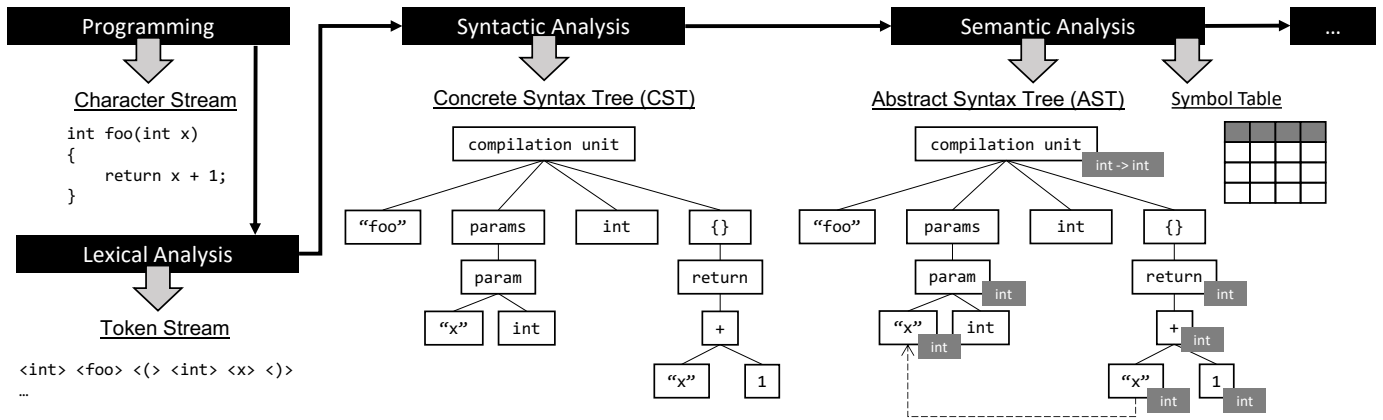 Programming
Character Stream
int foo(int x)
{
    return x + 1;
}
Lexical Analysis
Token Stream
<int> <foo> <(> <int> <x> <)>
…
Syntactic Analysis
Concrete Syntax Tree (CST)
compilation unit
“foo”
params
int
{}
param
return
“x”
int
+
“x”
1
Semantic Analysis
Abstract Syntax Tree (AST)
compilation unit
int -> int
“foo”
params
int
{}
param
int
return
int
“x”
int
int
+
int
“x”
int
1
int
Symbol Table
…